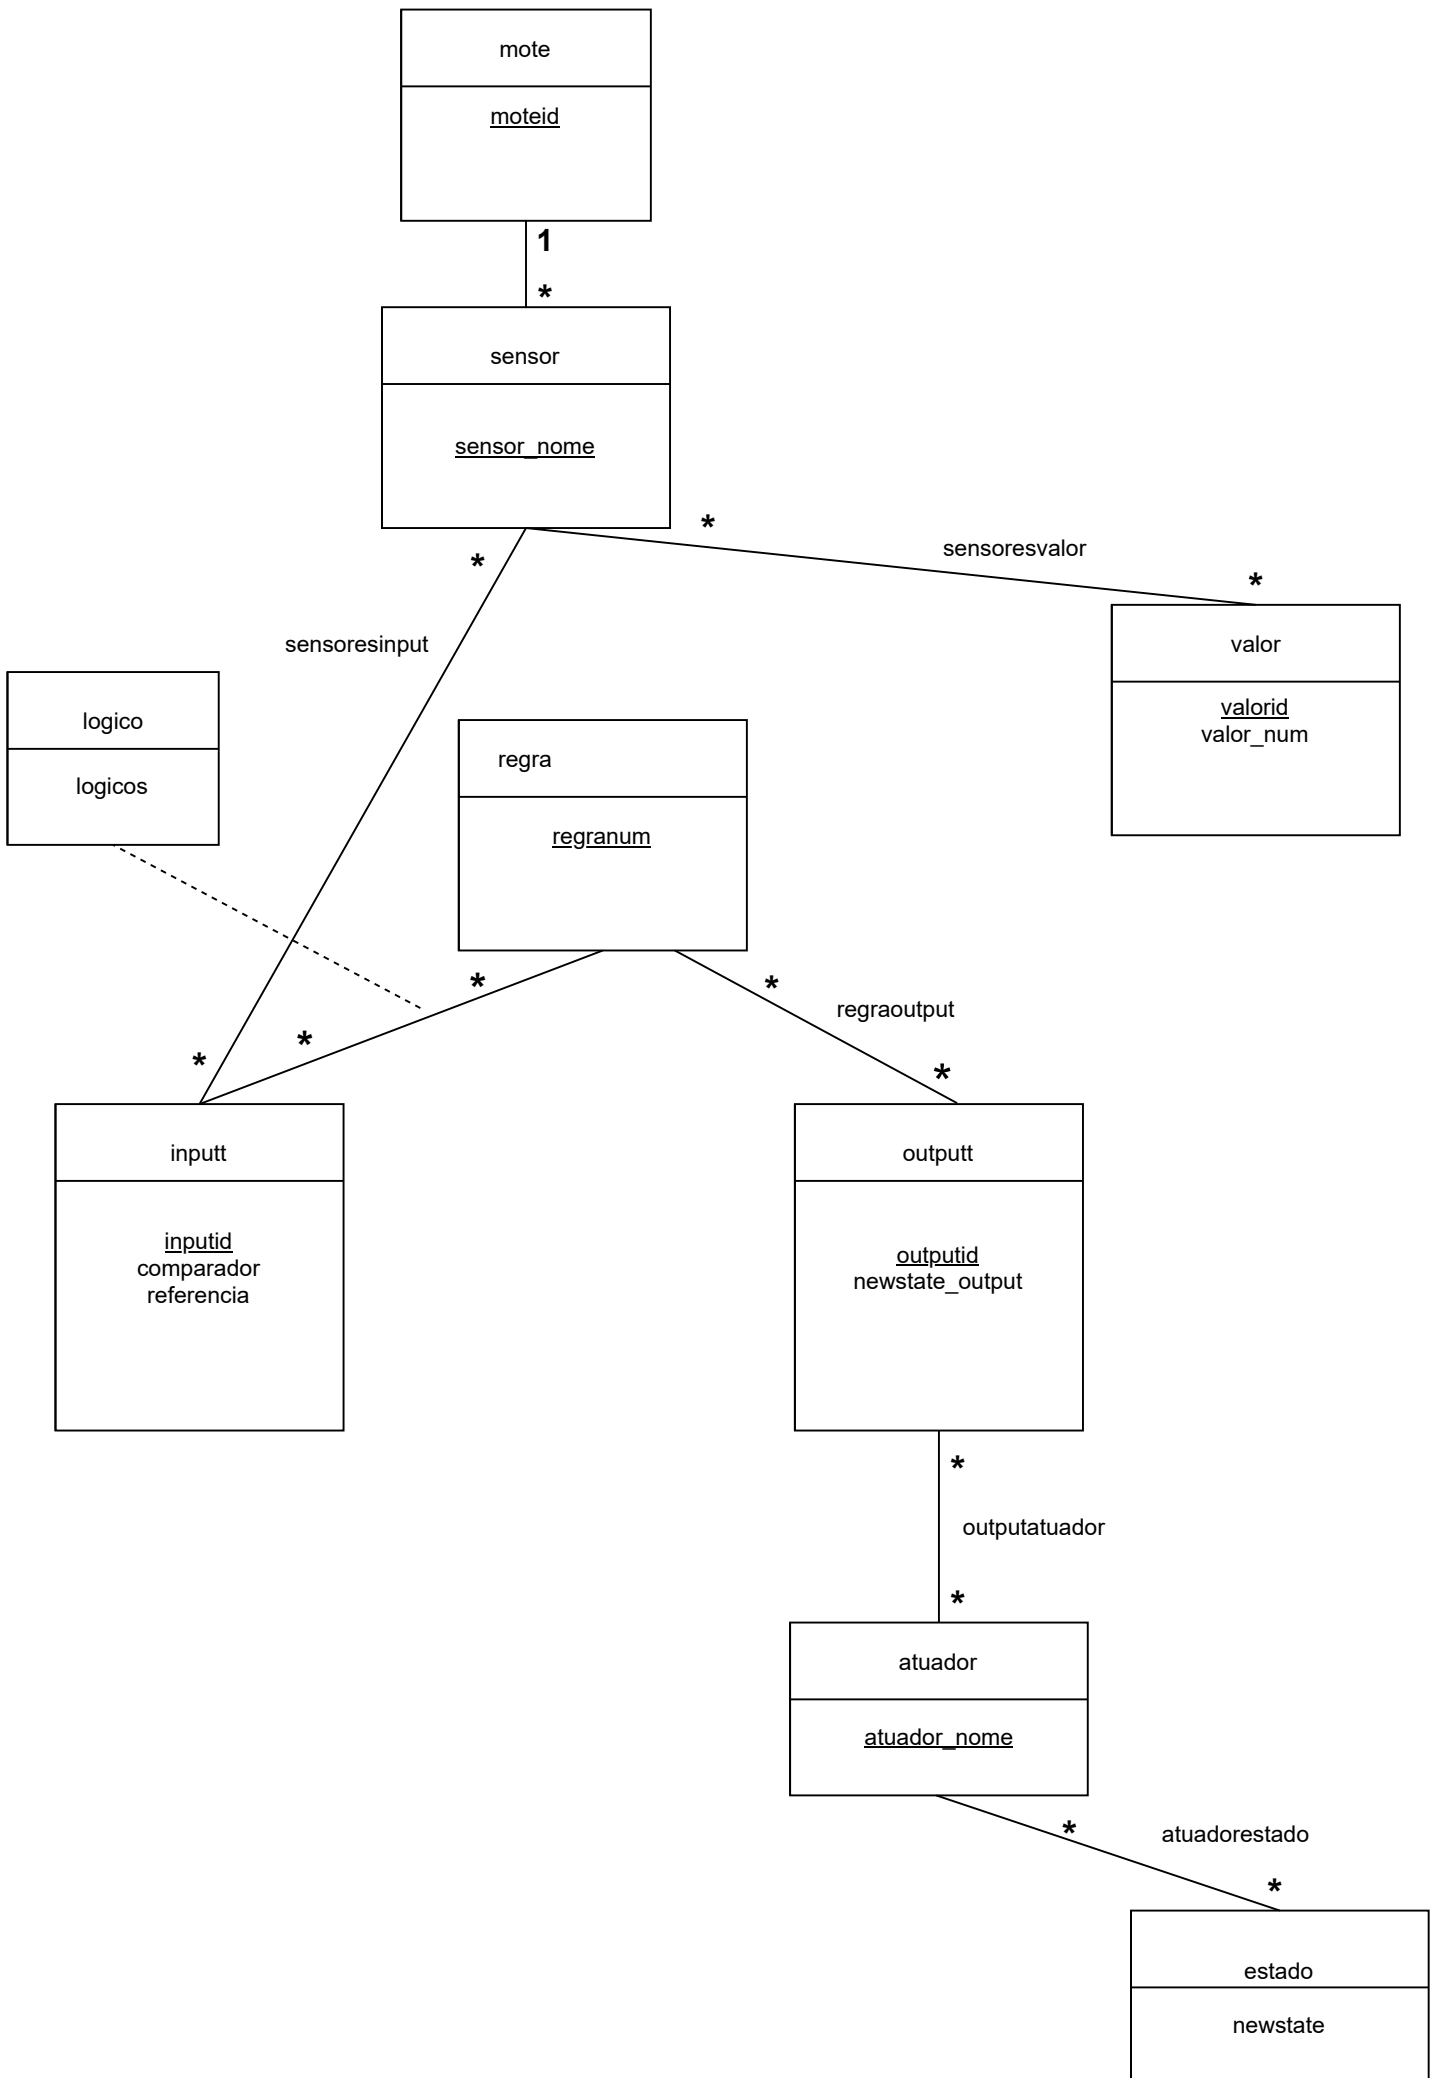 mote
moteid
1
*
sensor
sensor_nome
*
*
sensoresvalor
*
sensoresinput
valor
valorid
valor_num
logico
logicos
regra
regranum
*
*
regraoutput
*
*
*
inputt
inputid
comparador
referencia
outputt
outputid
newstate_output
*
outputatuador
*
atuador
atuador_nome
*
atuadorestado
*
estado
newstate